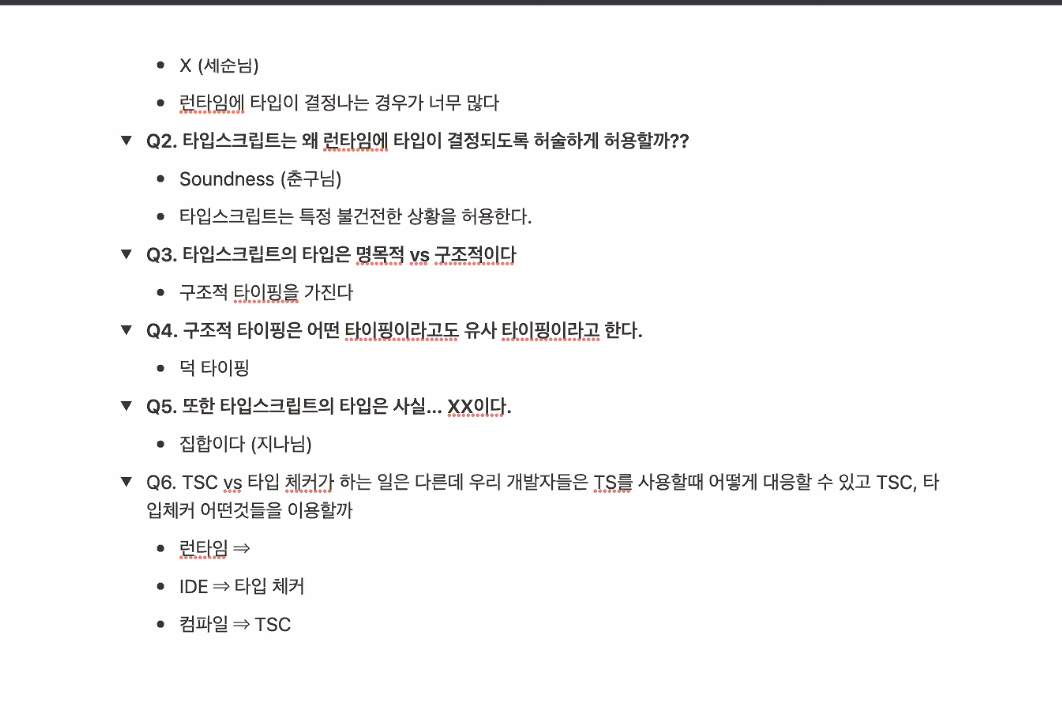 X (세순님)
런타임에 타입이 결정나는 경우가 너무 많다
Q2. 타입스크립트는 왜 런타임에 타입이 결정되도록 허술하게 허용할까??
Soundness (춘구님)
타입스크립트는 특정 불건전한 상황을 허용한다.
Q3. 타입스크립트의 타입은 명목적 vs 구조적이다
구조적 타이핑을 가진다
Q4. 구조적 타이핑은 어떤 타이핑이라고도 유사 타이핑이라고 한다.
덕 타이핑
Q5. 또한 타입스크립트의 타입은 사실... XX이다.
집합이다 (지나님)
Q6. TSC vs 타입 체커가 하는 일은 다른데 우리 개발자들은 TS를 사용할때 어떻게 대응할 수 있고 TSC, 타
입체커 어떤것들을 이용할까
런타임 ⇒
IDE ⇒ 타입 체커
컴파일 ⇒ TSC